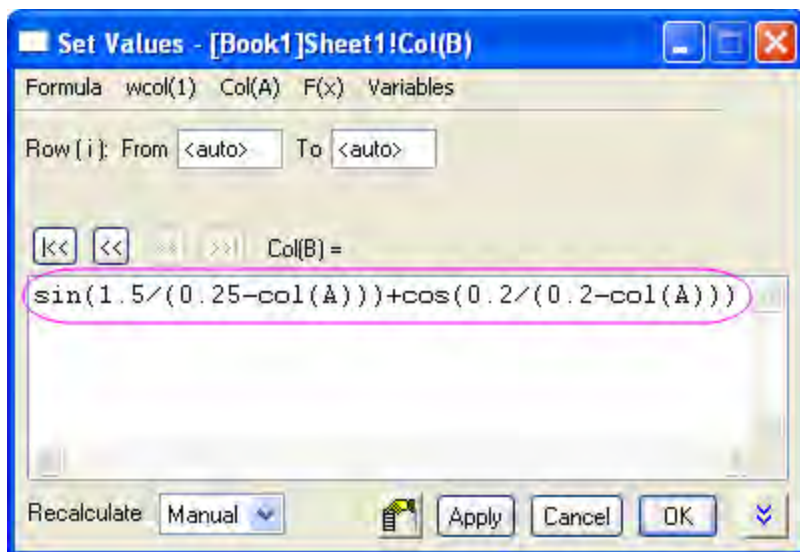 Set Values - [Book1]Sheet1!Col(B)
Formula wcol(1) Col(A) F(x) Variables
Row ( i ): From <auto> To <auto>
|<< << >> >>| Col(B) =
sin(1.5/(0.25-col(A)))+cos(0.2/(0.2-col(A)))
Recalculate Manual Apply Cancel OK